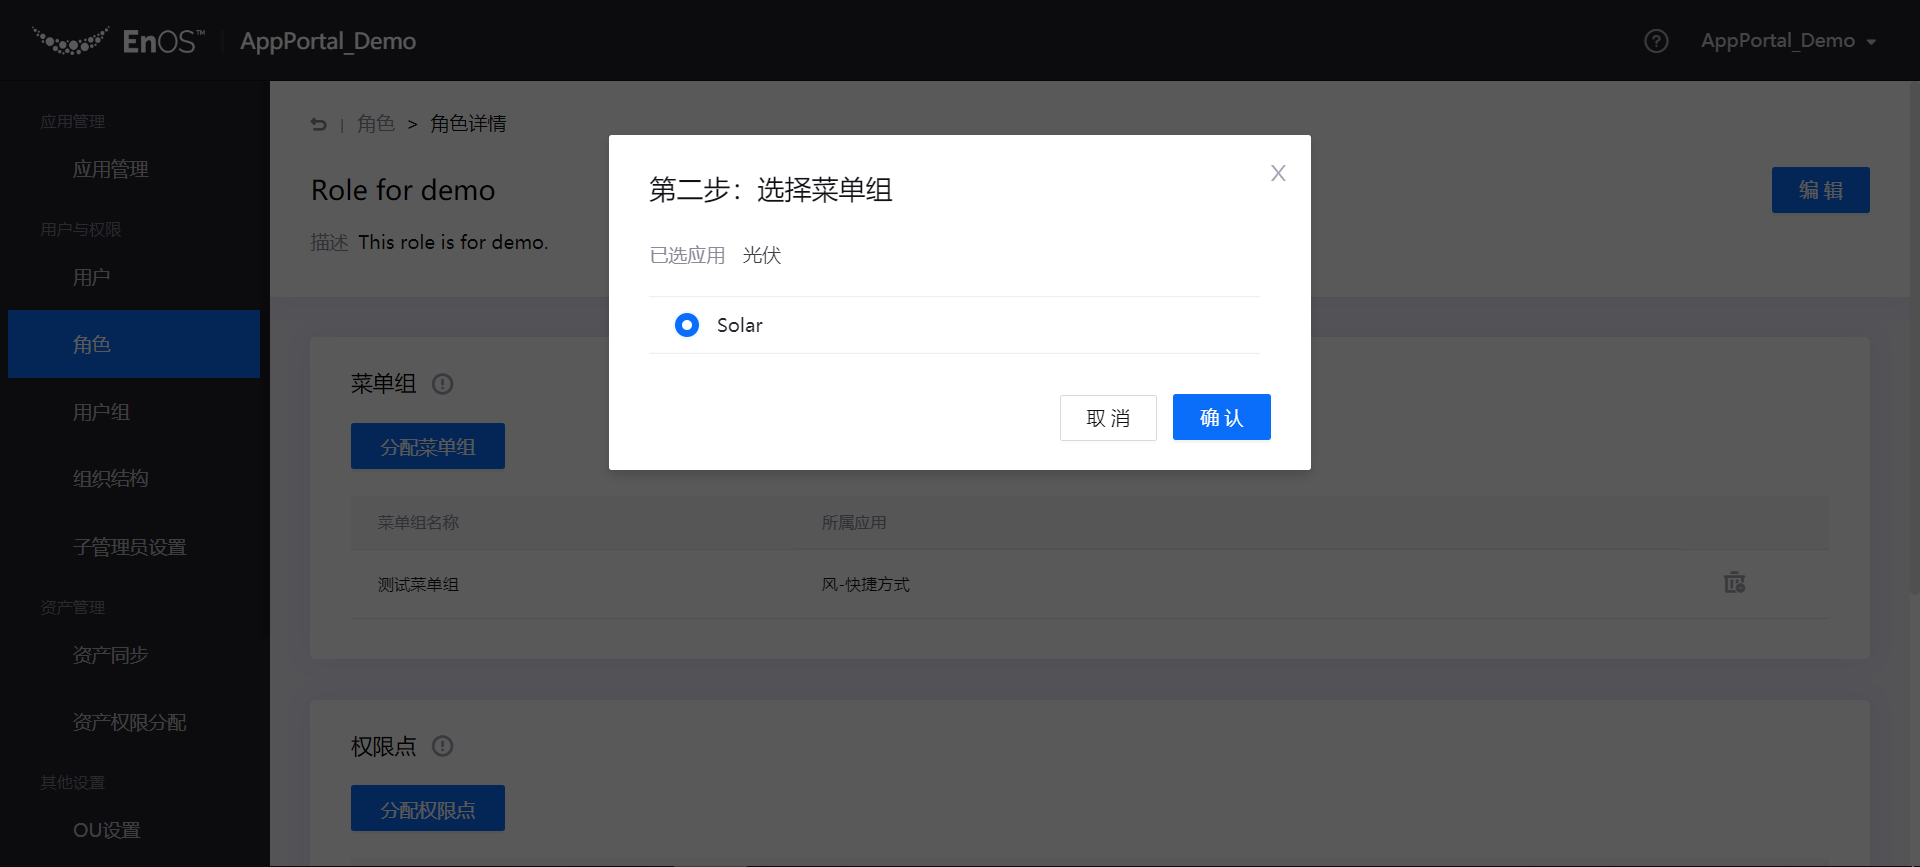 EnOS™ AppPortal_Demo
AppPortal_Demo
应用管理
应用管理
用户与权限
用户
角色
用户组
组织结构
子管理员设置
资产管理
资产同步
资产权限分配
其他设置
OU设置
| 角色 > 角色详情
Role for demo
编辑
描述 This role is for demo.
第二步：选择菜单组
X
已选应用 光伏
Solar
取消 确认
菜单组
分配菜单组
菜单组名称 所属应用
测试菜单组 风-快捷方式
权限点
分配权限点